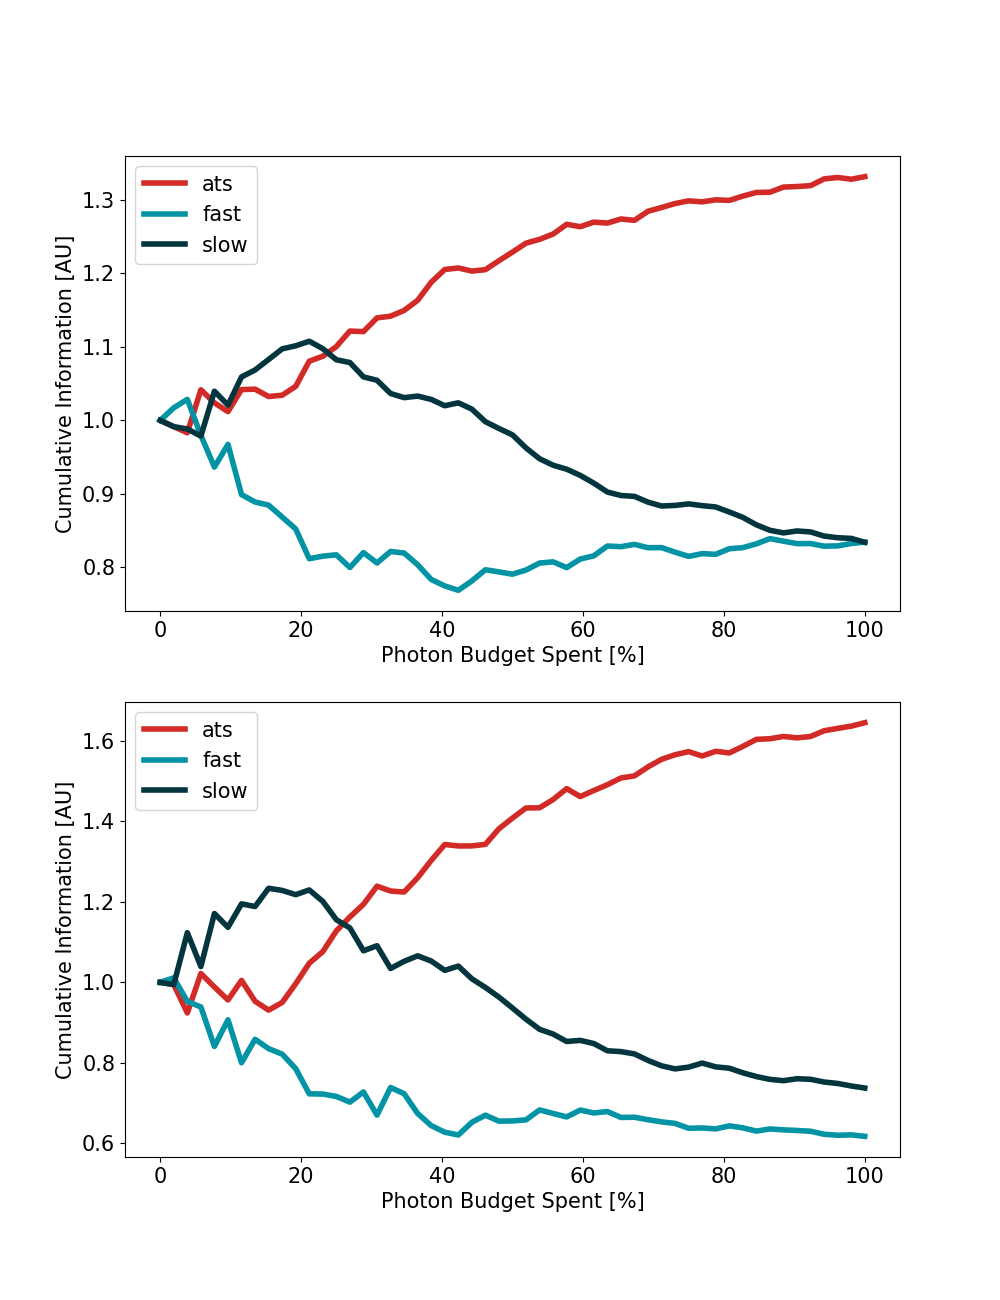 ats
fast
slow
1.3
1.2
1.1
1.0
0.9
0.8
Cumulative Information [AU]
0 20 40 60 80 100
Photon Budget Spent [%]
ats
fast
slow
1.6
1.4
1.2
1.0
0.8
0.6
Cumulative Information [AU]
0 20 40 60 80 100
Photon Budget Spent [%]